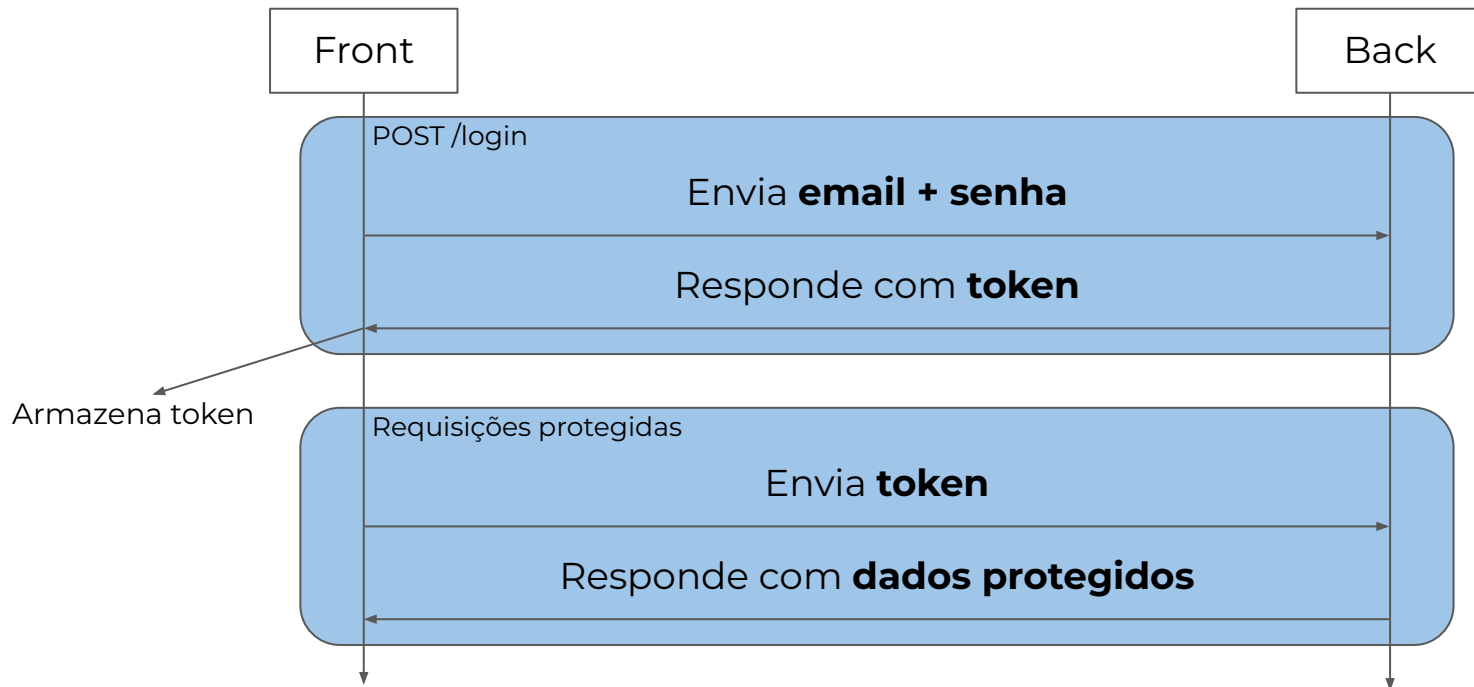 Front
Back
POST /login
Envia email + senha
Responde com token
Armazena token
Requisições protegidas
Envia token
Responde com dados protegidos